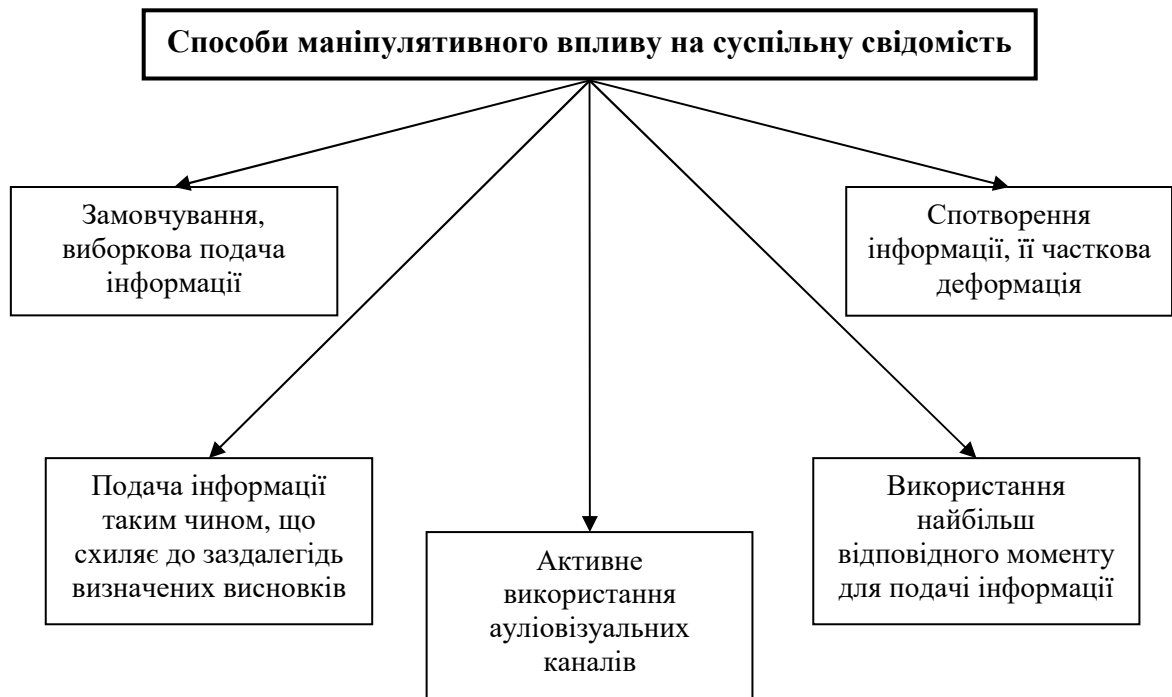 Способи маніпулятивного впливу на суспільну свідомість
Замовчування,
виборкова подача
інформації
Спотворення
інформації, її часткова
деформація
Подача інформації
таким чином, що
схиляє до заздалегідь
визначених висновків
Активне
використання
ауліовізуальних
каналів
Використання
найбільш
відповідного моменту
для подачі інформації